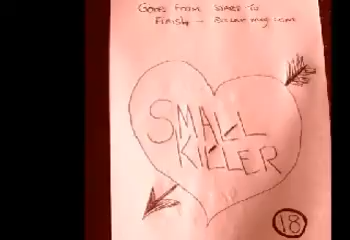 GOES FROM START TO
FINISH -
SMALL
KILLER
18